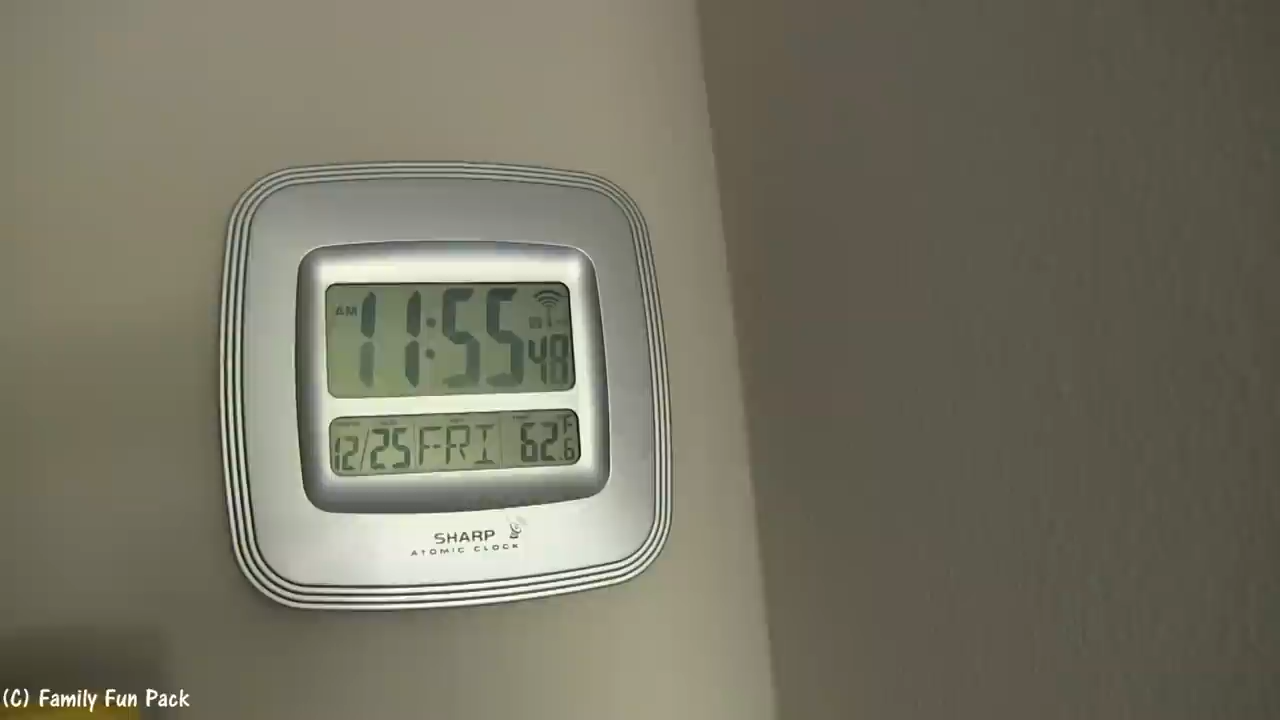 AM 11:55 48
12/25 FRI 62.6 F
SHARP
ATOMIC CLOCK
(C) Family Fun Pack